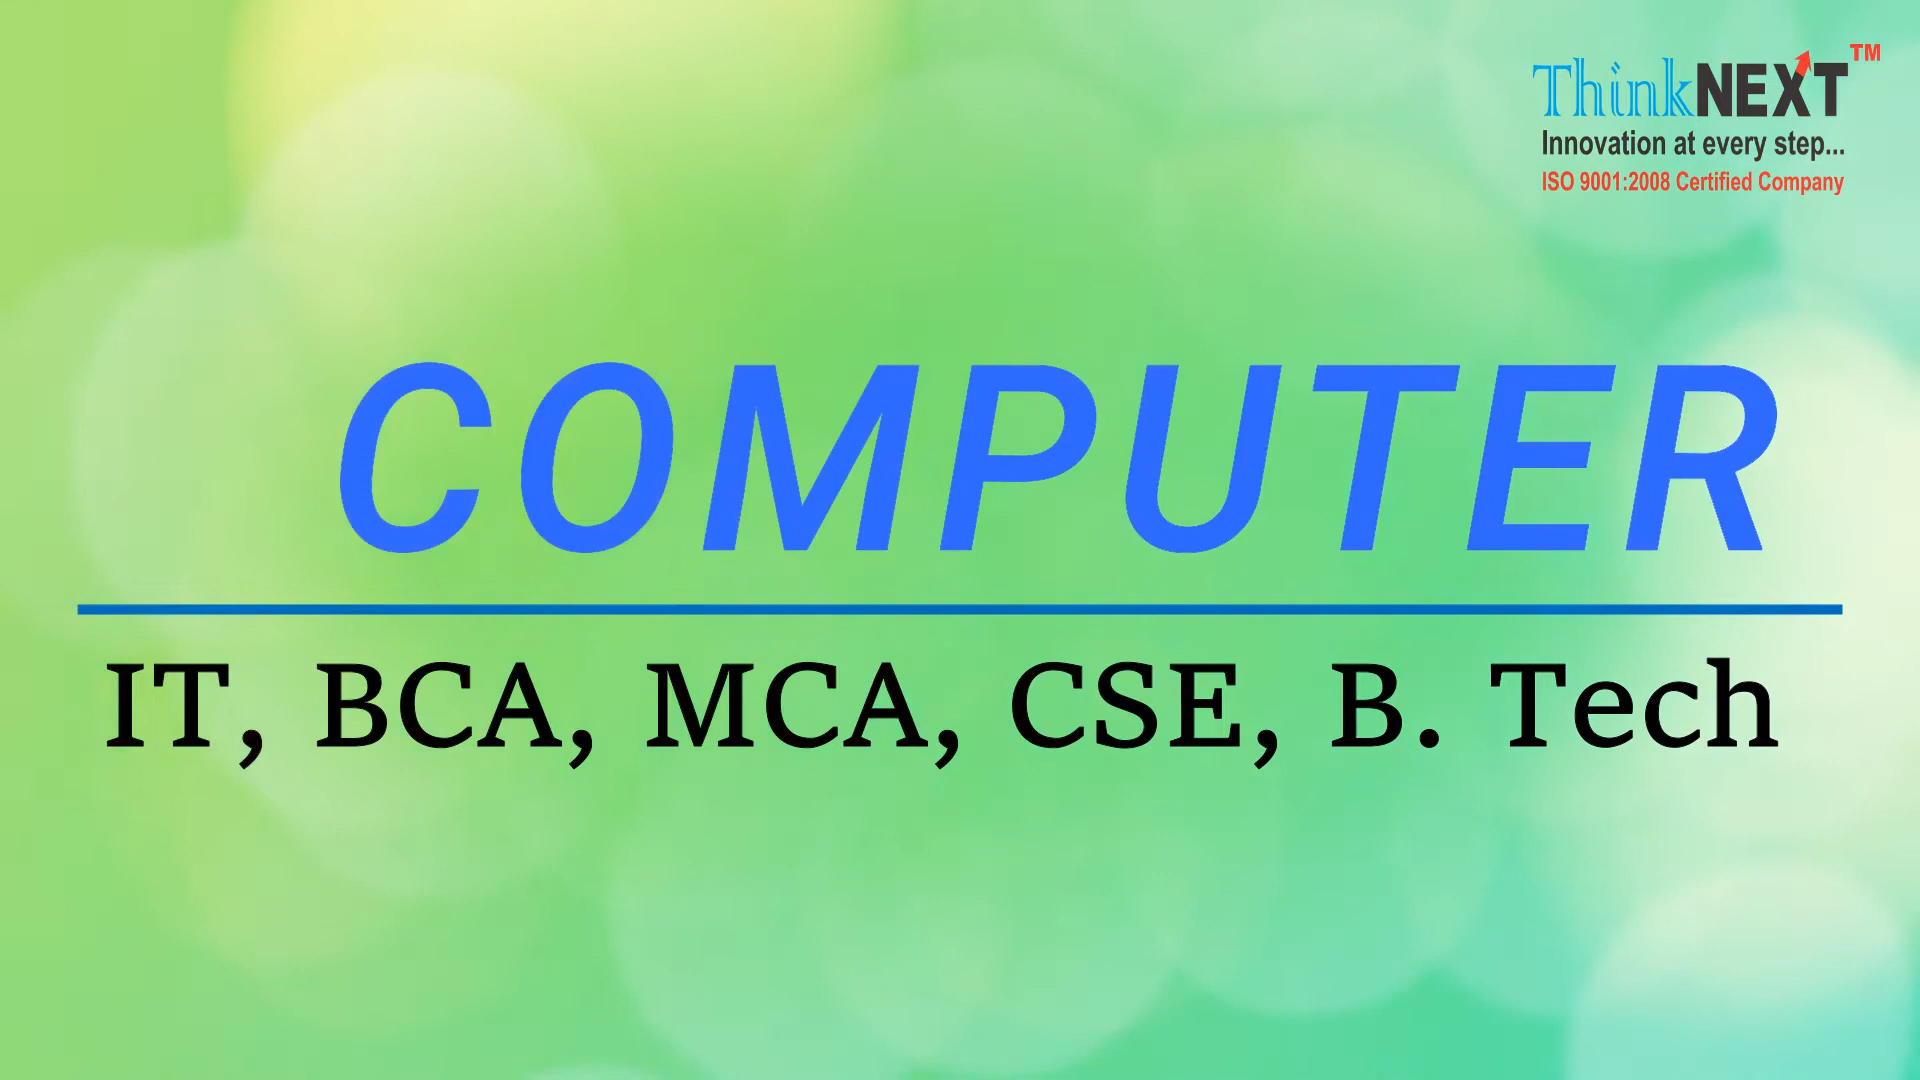 ThinkNEXT™
Innovation at every step...
ISO 9001:2008 Certified Company
COMPUTER
IT, BCA, MCA, CSE, B. Tech